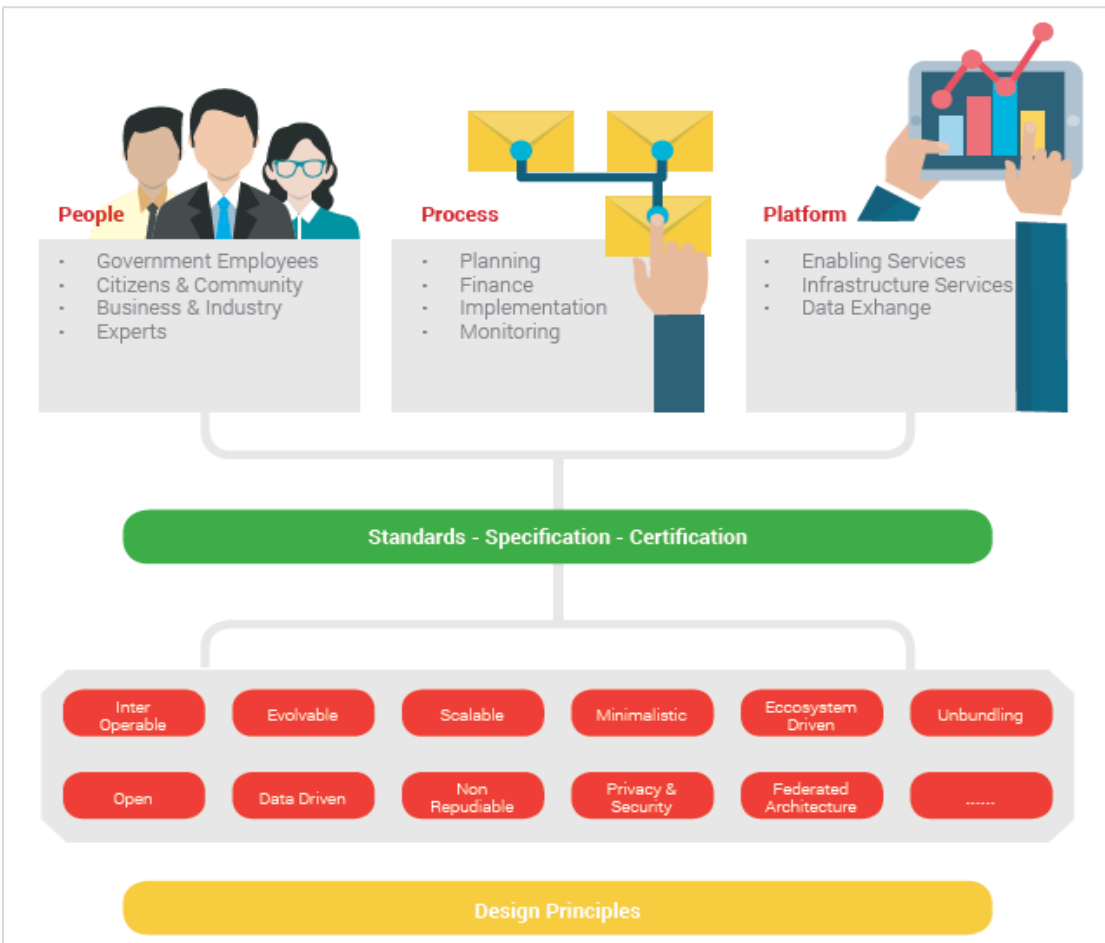 People
· Government Employees
· Citizens & Community
· Business & Industry
· Experts
Process
· Planning
· Finance
· Implementation
· Monitoring
Platform
· Enabling Services
· Infrastructure Services
· Data Exhange
Standards - Specification - Certification
Inter
Operable
Evolvable
Scalable
Minimalistic
Eccosystem
Driven
Unbundling
Open
Data Driven
Non
Repudiable
Privacy &
Security
Federated
Architecture
......
Design Principles